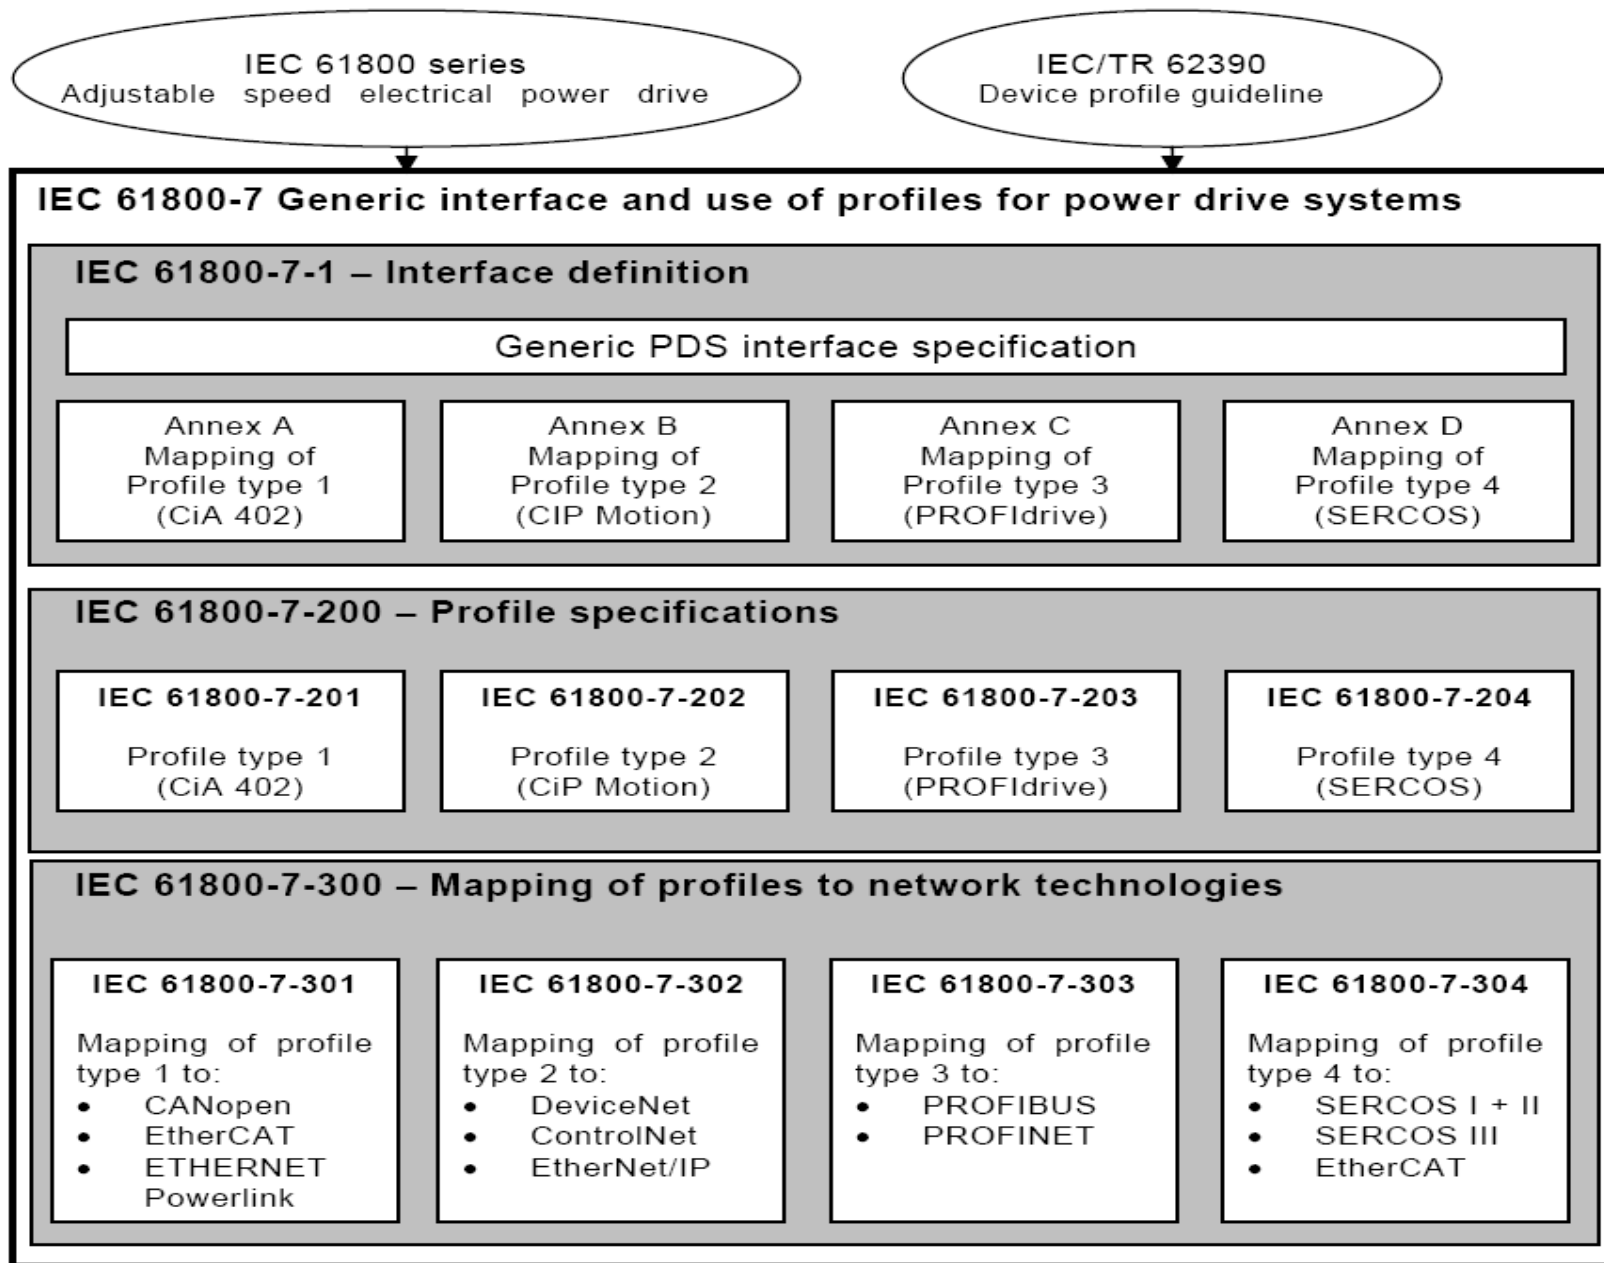 IEC 61800 series
Adjustable speed electrical power drive
IEC/TR 62390
Device profile guideline
IEC 61800-7 Generic interface and use of profiles for power drive systems
IEC 61800-7-1 – Interface definition
Generic PDS interface specification
Annex A
Mapping of
Profile type 1
(CiA 402)
Annex B
Mapping of
Profile type 2
(CIP Motion)
Annex C
Mapping of
Profile type 3
(PROFIdrive)
Annex D
Mapping of
Profile type 4
(SERCOS)
IEC 61800-7-200 – Profile specifications
IEC 61800-7-201
Profile type 1
(CiA 402)
IEC 61800-7-202
Profile type 2
(CiP Motion)
IEC 61800-7-203
Profile type 3
(PROFIdrive)
IEC 61800-7-204
Profile type 4
(SERCOS)
IEC 61800-7-300 – Mapping of profiles to network technologies
IEC 61800-7-301
Mapping of profile
type 1 to:
• CANopen
• EtherCAT
• ETHERNET
Powerlink
IEC 61800-7-302
Mapping of profile
type 2 to:
• DeviceNet
• ControlNet
• EtherNet/IP
IEC 61800-7-303
Mapping of profile
type 3 to:
• PROFIBUS
• PROFINET
IEC 61800-7-304
Mapping of profile
type 4 to:
• SERCOS I + II
• SERCOS III
• EtherCAT